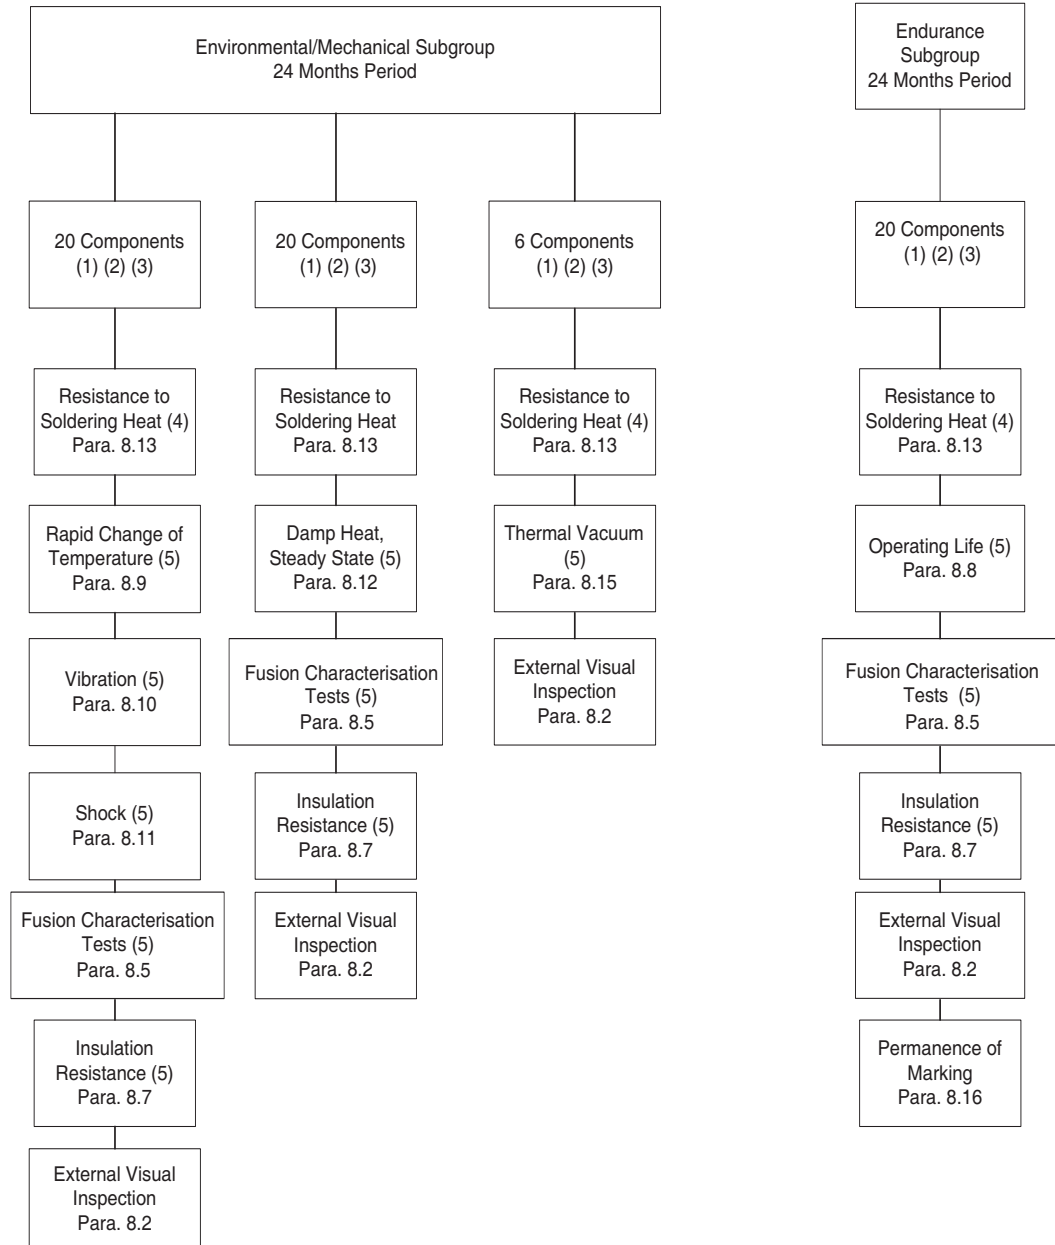 Environmental/Mechanical Subgroup
24 Months Period
20 Components
(1) (2) (3)
Resistance to
Soldering Heat (4)
Para. 8.13
Rapid Change of
Temperature (5)
Para. 8.9
Vibration (5)
Para. 8.10
Shock (5)
Para. 8.11
Fusion Characterisation
Tests (5)
Para. 8.5
Insulation
Resistance (5)
Para. 8.7
External Visual
Inspection
Para. 8.2
20 Components
(1) (2) (3)
Resistance to
Soldering Heat
Para. 8.13
Damp Heat,
Steady State (5)
Para. 8.12
Fusion Characterisation
Tests (5)
Para. 8.5
Insulation
Resistance (5)
Para. 8.7
External Visual
Inspection
Para. 8.2
6 Components
(1) (2) (3)
Resistance to
Soldering Heat (4)
Para. 8.13
Thermal Vacuum
(5)
Para. 8.15
External Visual
Inspection
Para. 8.2
Endurance
Subgroup
24 Months Period
20 Components
(1) (2) (3)
Resistance to
Soldering Heat (4)
Para. 8.13
Operating Life (5)
Para. 8.8
Fusion Characterisation
Tests (5)
Para. 8.5
Insulation
Resistance (5)
Para. 8.7
External Visual
Inspection
Para. 8.2
Permanence of
Marking
Para. 8.16